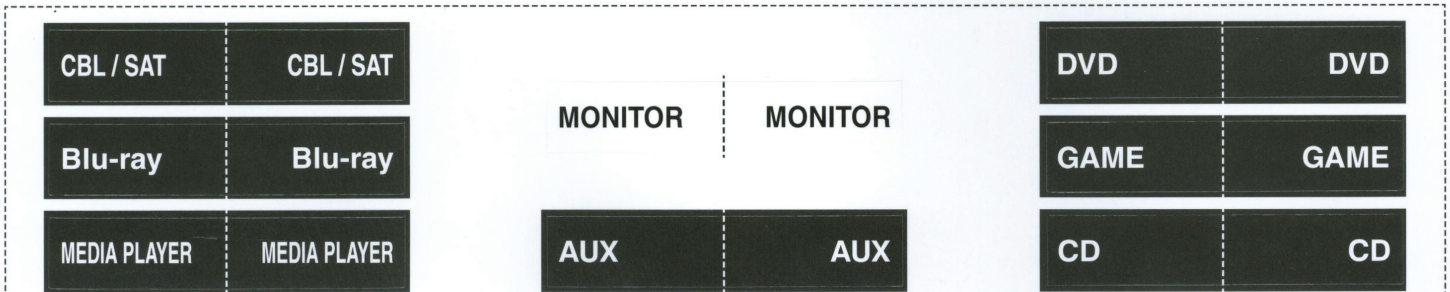 CBL / SAT CBL / SAT
Blu-ray Blu-ray
MEDIA PLAYER MEDIA PLAYER
MONITOR MONITOR
AUX AUX
DVD DVD
GAME GAME
CD CD